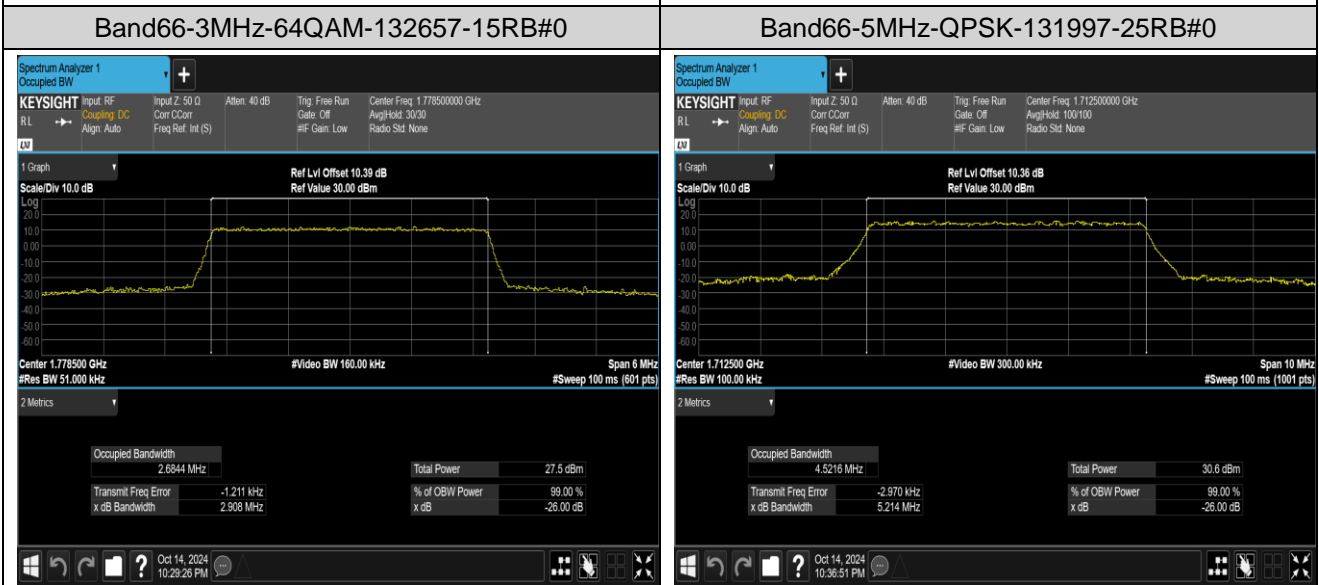 Band66-3MHz-64QAM-132657-15RB#0
Spectrum Analyzer 1
Occupied BW
+
KEYSIGHT Input: RF Input Z: 50 Ω Atten: 40 dB Trig: Free Run Center Freq: 1.778500000 GHz
RL Coupling: DC Corr CCorr Gate: Off Avg|Hold: 30/30
Align: Auto Freq Ref: Int (S) #IF Gain: Low Radio Std: None
LXI
1 Graph
Ref Lvl Offset 10.39 dB
Scale/Div 10.0 dB Ref Value 30.00 dBm
Log
20.0
10.0
0.00
-10.0
-20.0
-30.0
-40.0
-50.0
-60.0
Center 1.778500 GHz #Video BW 160.00 kHz Span 6 MHz
#Res BW 51.000 kHz #Sweep 100 ms (601 pts)
2 Metrics
Occupied Bandwidth
2.6844 MHz Total Power 27.5 dBm
Transmit Freq Error -1.211 kHz % of OBW Power 99.00 %
x dB Bandwidth 2.908 MHz x dB -26.00 dB
? Oct 14, 2024
10:29:26 PM
Band66-5MHz-QPSK-131997-25RB#0
Spectrum Analyzer 1
Occupied BW
+
KEYSIGHT Input: RF Input Z: 50 Ω Atten: 40 dB Trig: Free Run Center Freq: 1.712500000 GHz
RL Coupling: DC Corr CCorr Gate: Off Avg|Hold: 100/100
Align: Auto Freq Ref: Int (S) #IF Gain: Low Radio Std: None
LXI
1 Graph
Ref Lvl Offset 10.36 dB
Scale/Div 10.0 dB Ref Value 30.00 dBm
Log
20.0
10.0
0.00
-10.0
-20.0
-30.0
-40.0
-50.0
-60.0
Center 1.712500 GHz #Video BW 300.00 kHz Span 10 MHz
#Res BW 100.00 kHz #Sweep 100 ms (1001 pts)
2 Metrics
Occupied Bandwidth
4.5216 MHz Total Power 30.6 dBm
Transmit Freq Error -2.970 kHz % of OBW Power 99.00 %
x dB Bandwidth 5.214 MHz x dB -26.00 dB
? Oct 14, 2024
10:36:51 PM